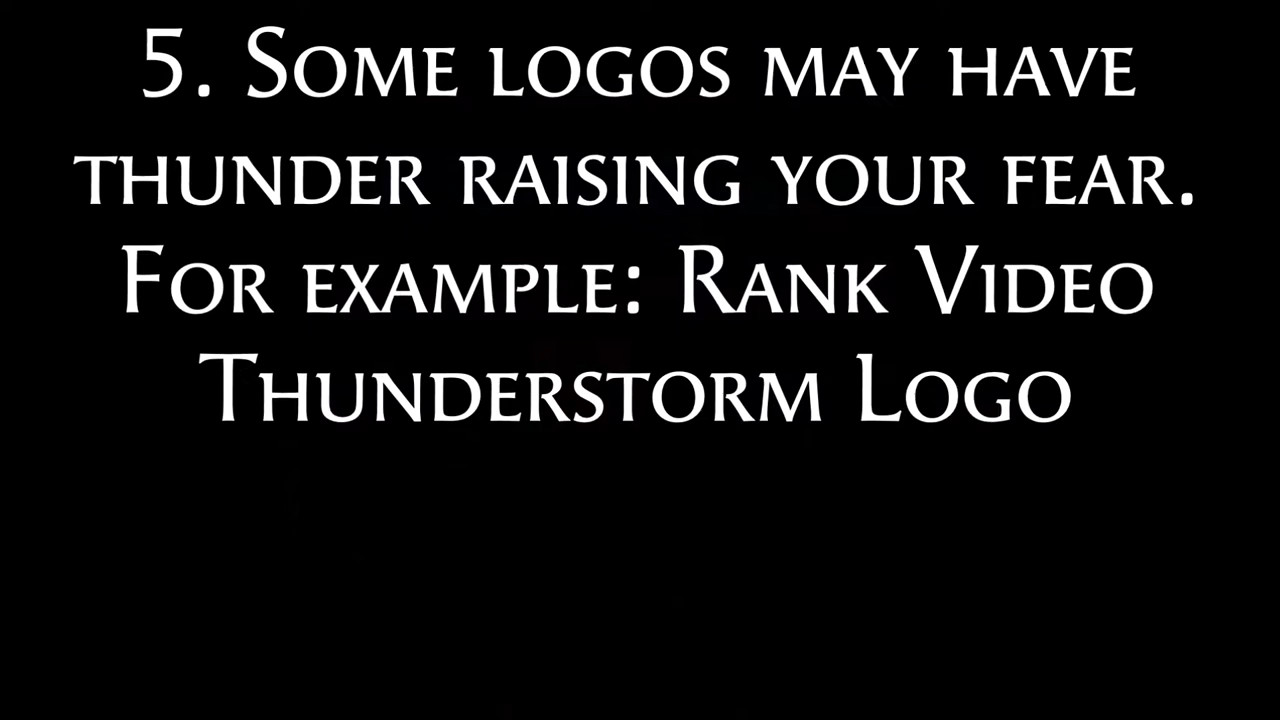 5. Some logos may have
thunder raising your fear.
For example: Rank Video
Thunderstorm Logo